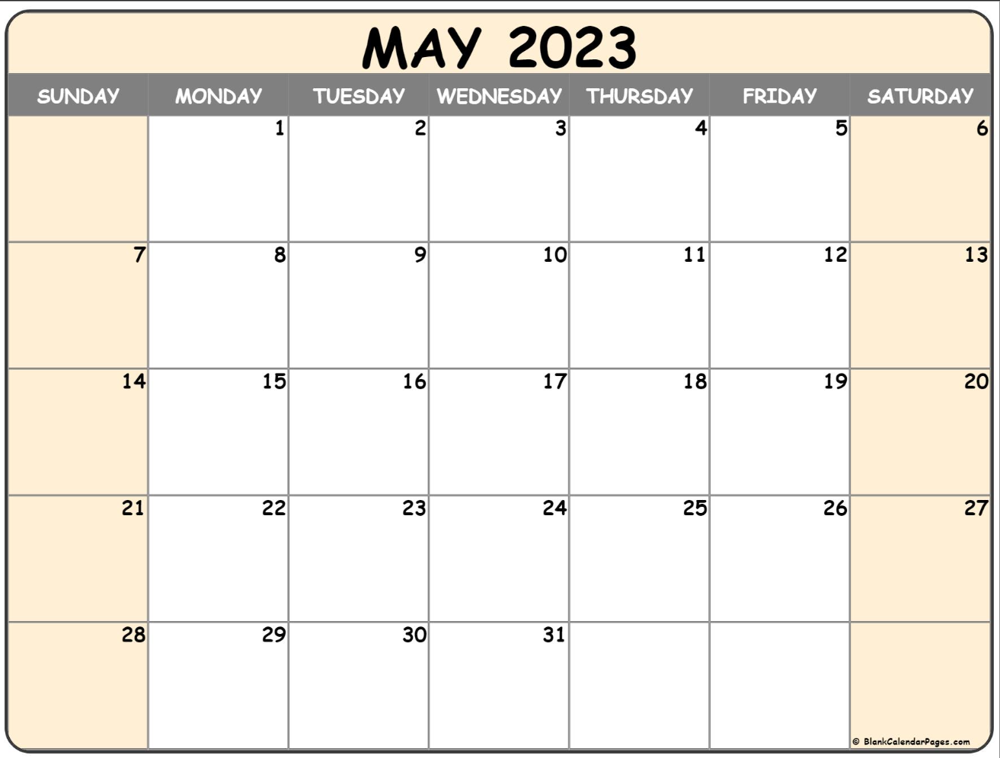 MAY 2023
SUNDAY MONDAY TUESDAY WEDNESDAY THURSDAY FRIDAY SATURDAY
1 2 3 4 5 6
7 8 9 10 11 12 13
14 15 16 17 18 19 20
21 22 23 24 25 26 27
28 29 30 31
© BlankCalendarPages.com